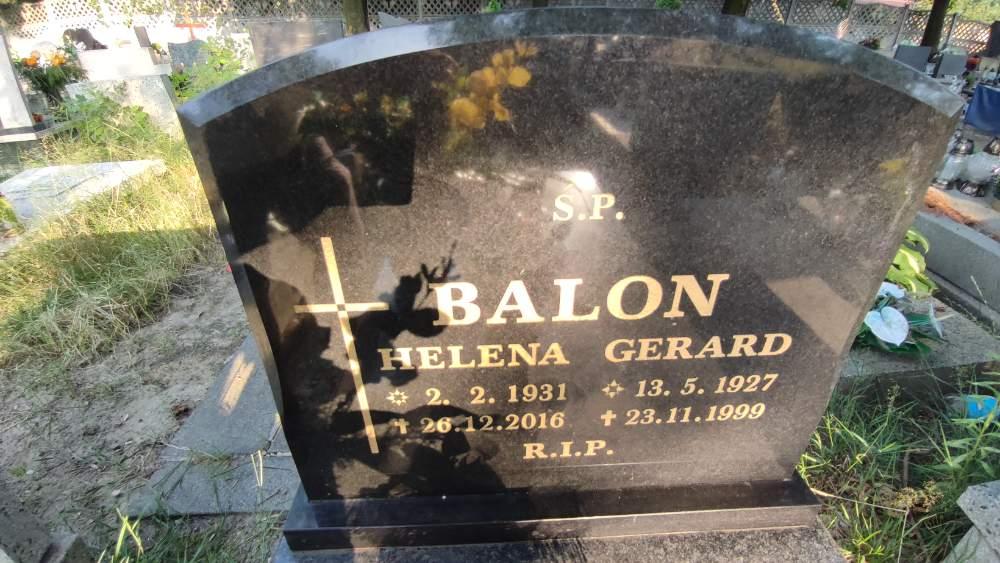 Ś.P.
BALON
HELENA GERARD
2. 2. 1931 13. 5. 1927
26.12.2016 23.11.1999
R.I.P.